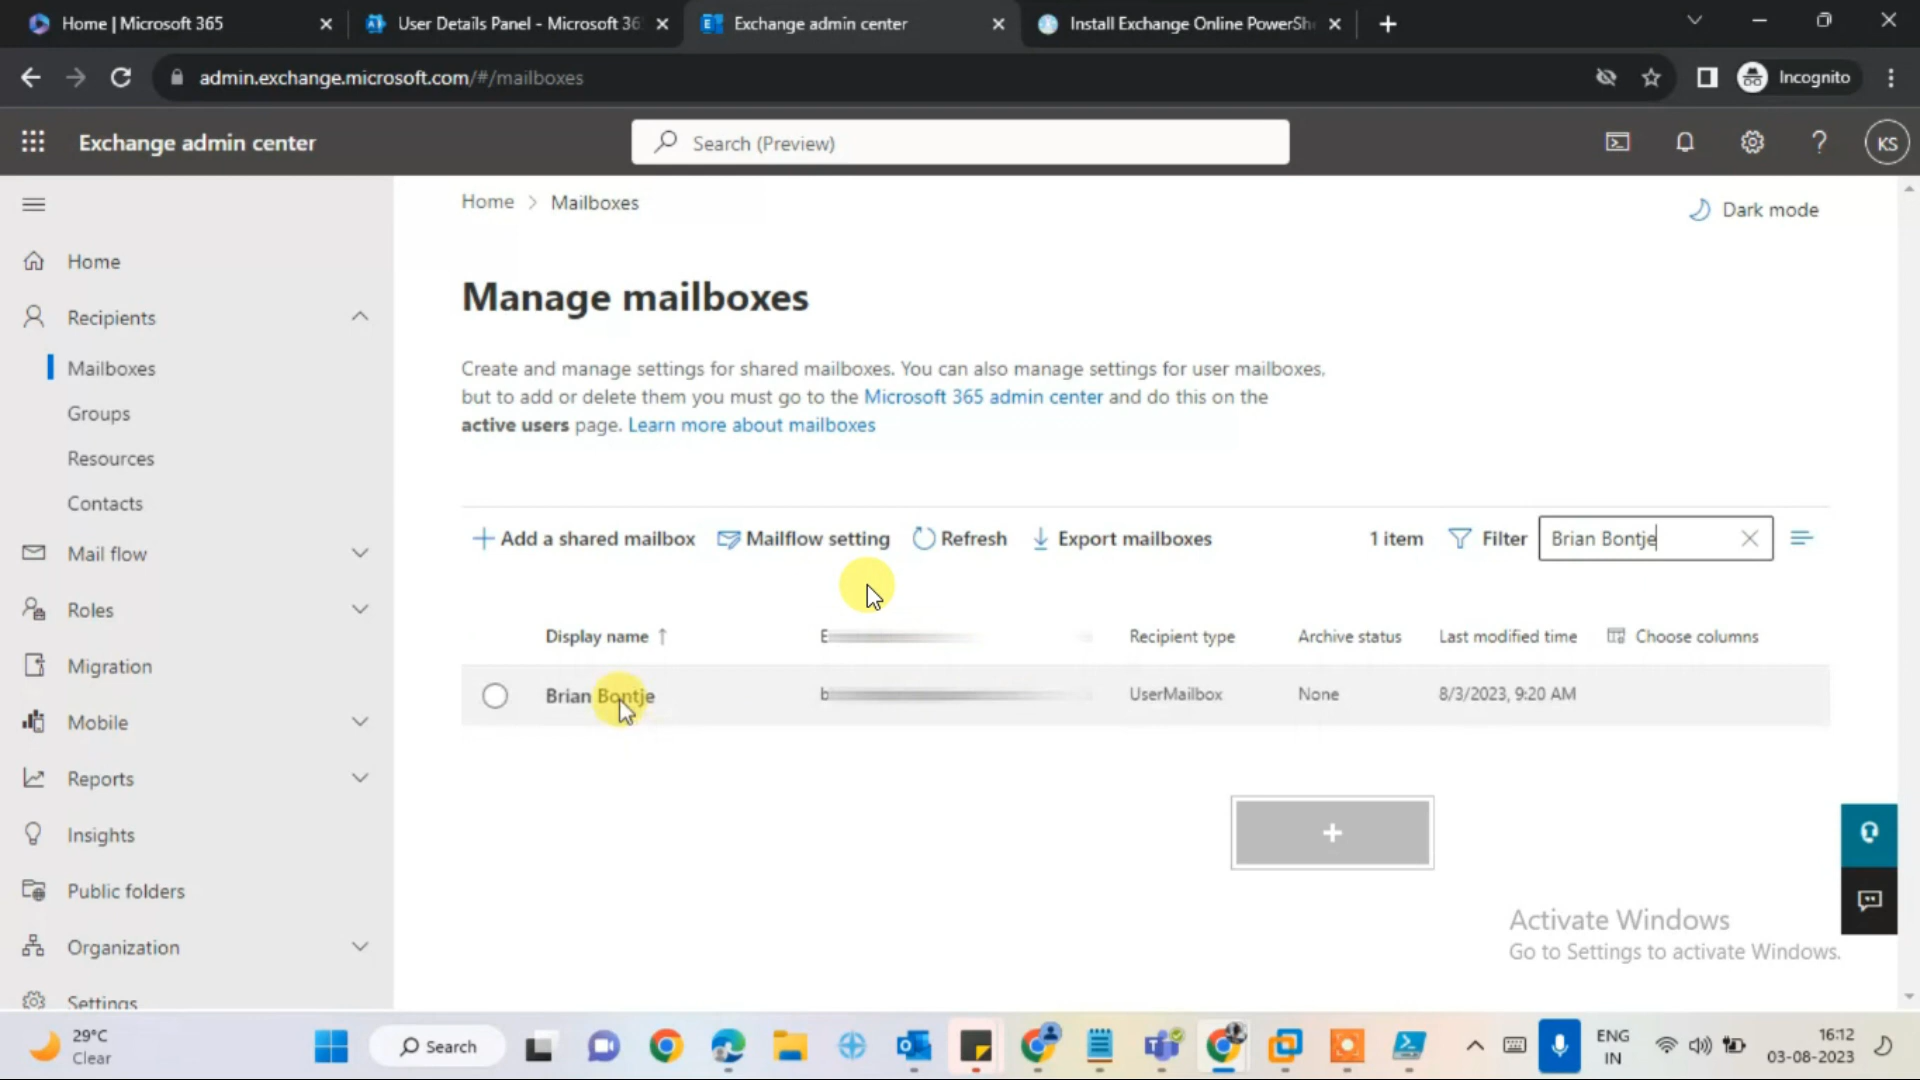 Home | Microsoft 365
User Details Panel - Microsoft 36
Exchange admin center
Install Exchange Online PowerShe
admin.exchange.microsoft.com/#/mailboxes
Incognito
Exchange admin center
Search (Preview)
KS
Home > Mailboxes
Dark mode
Home
Recipients
Mailboxes
Groups
Resources
Contacts
Mail flow
Roles
Migration
Mobile
Reports
Insights
Public folders
Organization
Settings
Manage mailboxes
Create and manage settings for shared mailboxes. You can also manage settings for user mailboxes,
but to add or delete them you must go to the Microsoft 365 admin center and do this on the
active users page. Learn more about mailboxes
Add a shared mailbox
Mailflow setting
Refresh
Export mailboxes
1 item
Filter
Brian Bontje
Display name ↑
E
Recipient type
Archive status
Last modified time
Choose columns
Brian Bontje
b
UserMailbox
None
8/3/2023, 9:20 AM
Activate Windows
Go to Settings to activate Windows.
29°C
Clear
Search
ENG
IN
16:12
03-08-2023